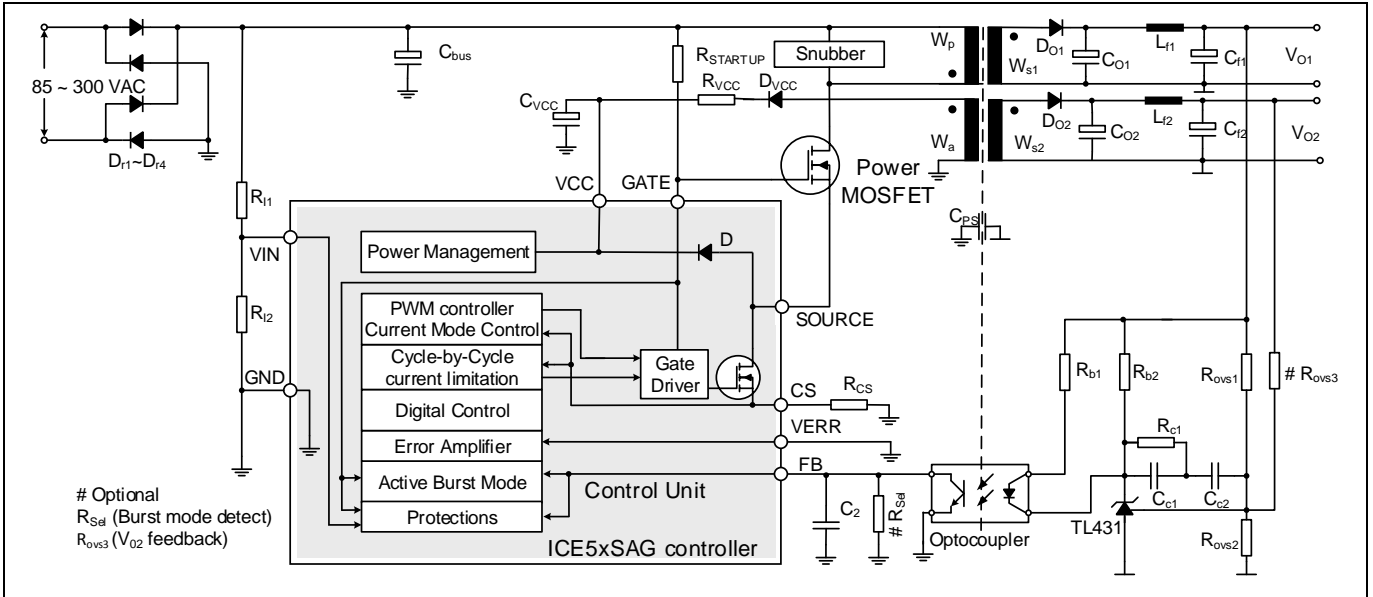 85 ~ 300 VAC
Dr1~Dr4
Cbus
RSTARTUP
Snubber
Wp
Ws1
DO1
CO1
Lf1
Cf1
VO1
CVCC
RVCC
DVCC
Wa
Ws2
DO2
CO2
Lf2
Cf2
VO2
Power
MOSFET
CPS
RI1
VIN
RI2
GND
VCC
GATE
Power Management
D
SOURCE
PWM controller
Current Mode Control
Cycle-by-Cycle
current limitation
Gate
Driver
Digital Control
Error Amplifier
Active Burst Mode
Protections
Control Unit
ICE5xSAG controller
CS
RCS
VERR
FB
C2
# RSel
Optocoupler
Rb1
Rb2
Rovs1
# Rovs3
Rc1
Cc1
Cc2
TL431
Rovs2
# Optional
RSel (Burst mode detect)
Rovs3 (V02 feedback)